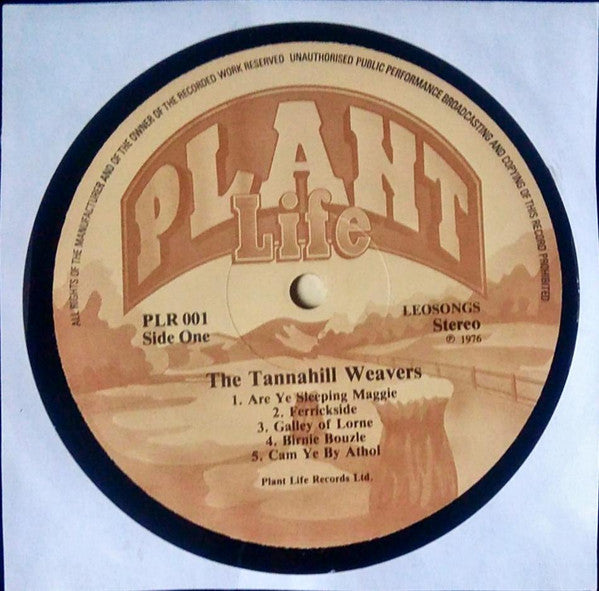 ALL RIGHTS OF THE MANUFACTURER AND OF THE OWNER OF THE RECORDED WORK RESERVED UNAUTHORISED PUBLIC PERFORMANCE BROADCASTING AND COPYING OF THIS RECORD PROHIBITED
PLANT
Life
PLR 001
Side One
LEOSONGS
Stereo
℗ 1976
The Tannahill Weavers
1. Are Ye Sleeping Maggie
2. Ferrickside
3. Galley of Lorne
4. Birnie Bouzle
5. Cam Ye By Athol
Plant Life Records Ltd.